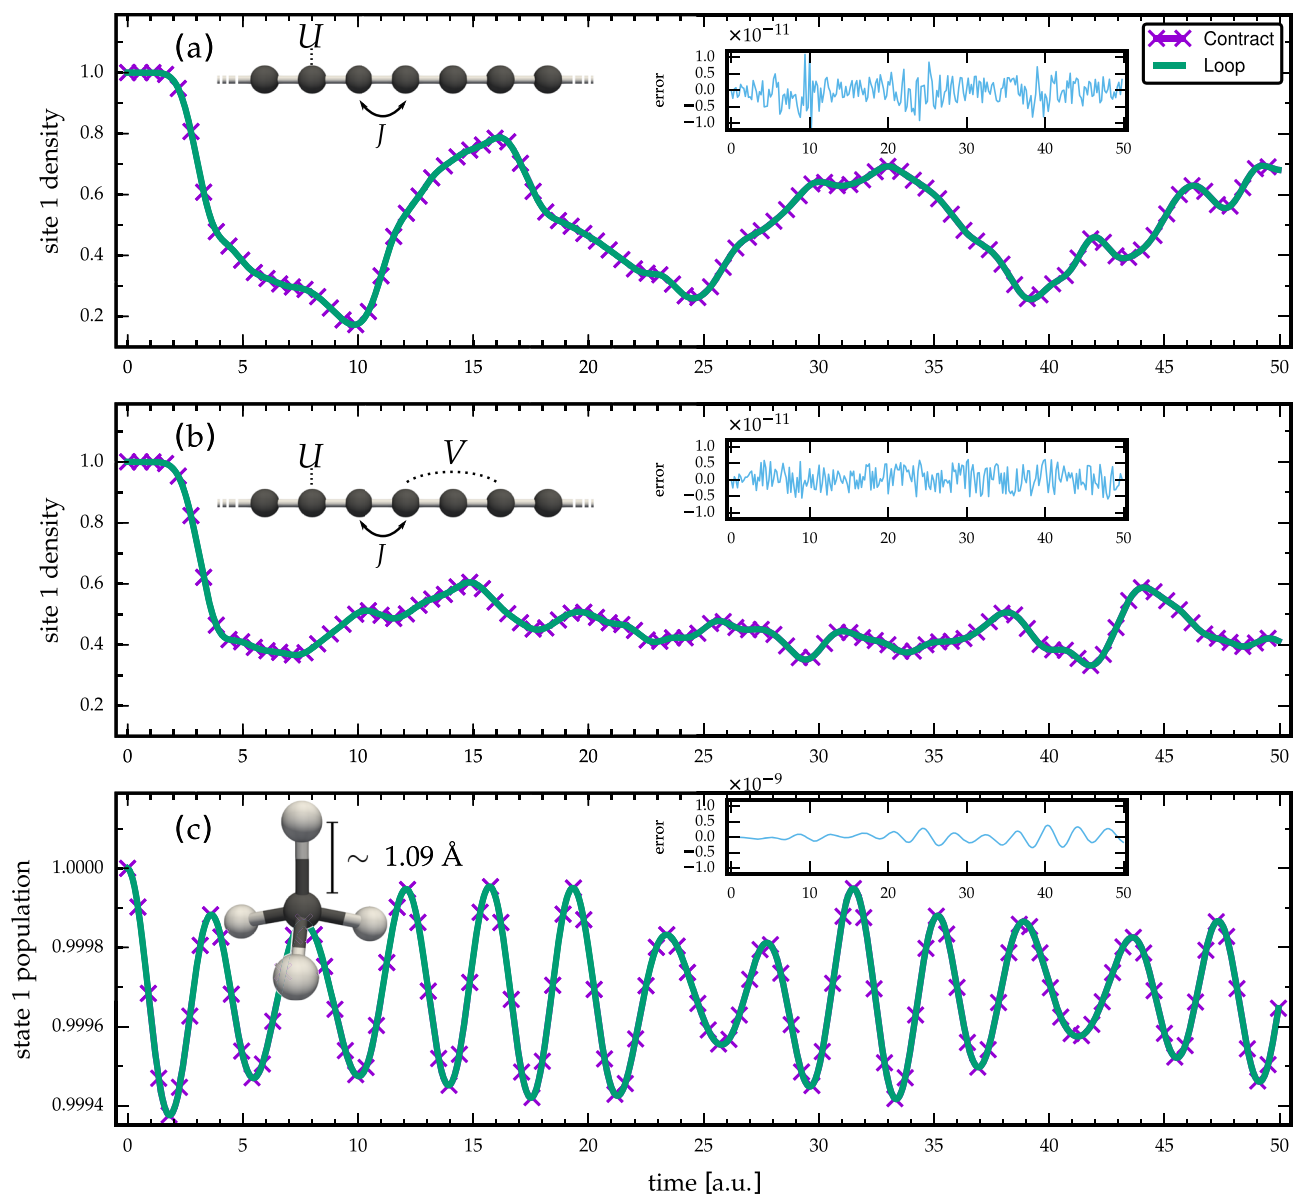 (a)
U
J
×10−11
error
1.0
0.5
0.0
−0.5
−1.0
0 10 20 30 40 50
Contract
Loop
site 1 density
1.0
0.8
0.6
0.4
0.2
0 5 10 15 20 25 30 35 40 45 50
(b)
U
V
J
×10−11
error
1.0
0.5
0.0
−0.5
−1.0
0 10 20 30 40 50
site 1 density
1.0
0.8
0.6
0.4
0.2
0 5 10 15 20 25 30 35 40 45 50
(c)
∼ 1.09 Å
×10−9
error
1.0
0.5
0.0
−0.5
−1.0
0 10 20 30 40 50
state 1 population
1.0000
0.9998
0.9996
0.9994
0 5 10 15 20 25 30 35 40 45 50
time [a.u.]